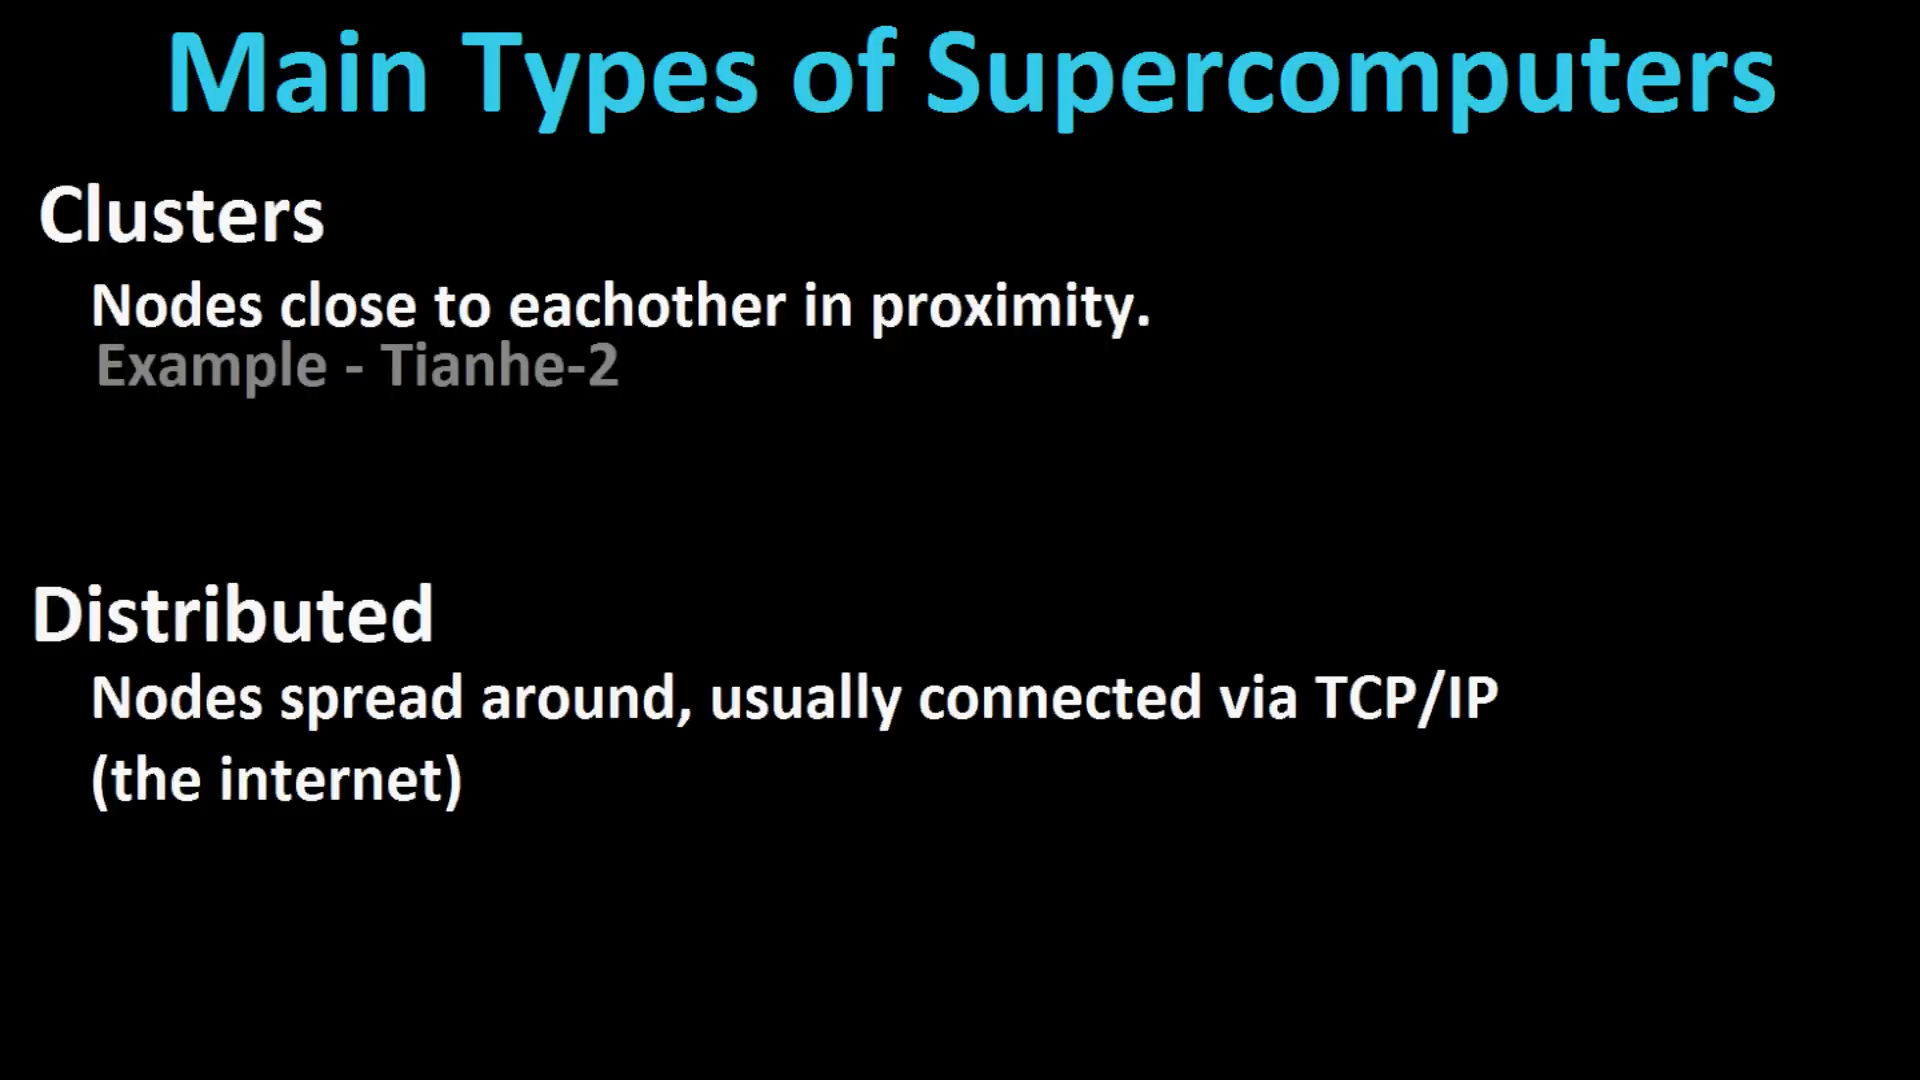 Main Types of Supercomputers
Clusters
Nodes close to eachother in proximity.
Example - Tianhe-2
Distributed
Nodes spread around, usually connected via TCP/IP
(the internet)